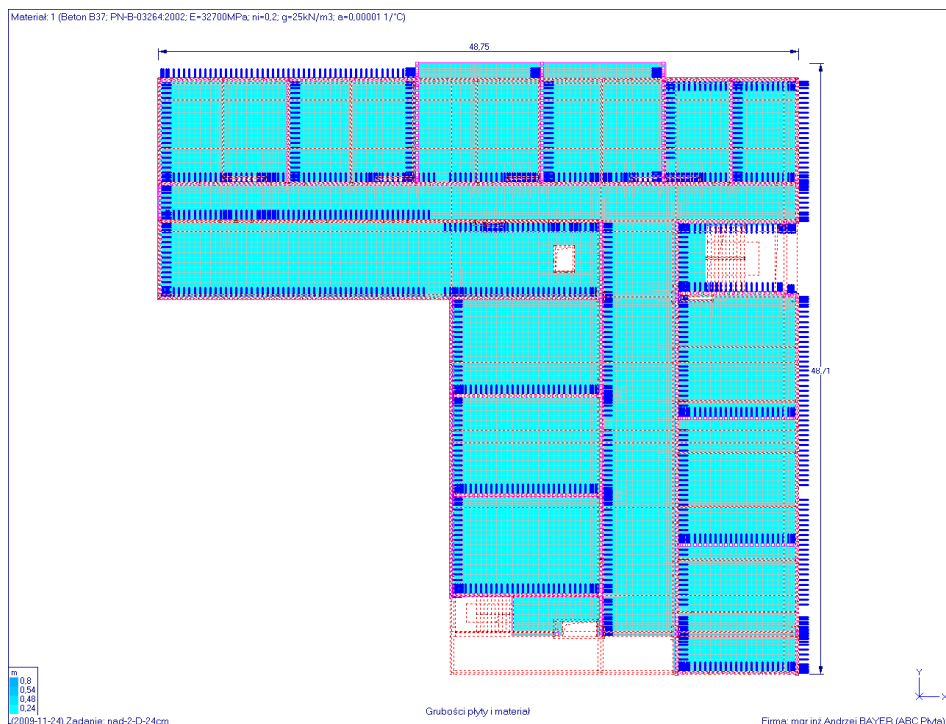 Materiał: 1 (Beton B37; PN-B-03264:2002; E=32700MPa; ni=0,2; g=25kN/m3; a=0,00001 1/°C)
48,75
48,71
m
0,8
0,54
0,48
0,24
Y
X
Grubości płyty i materiał
(2009-11-24) Zadanie: nad-2-D-24cm
Firma: mgr inż Andrzej BAYER (ABC Płyta)